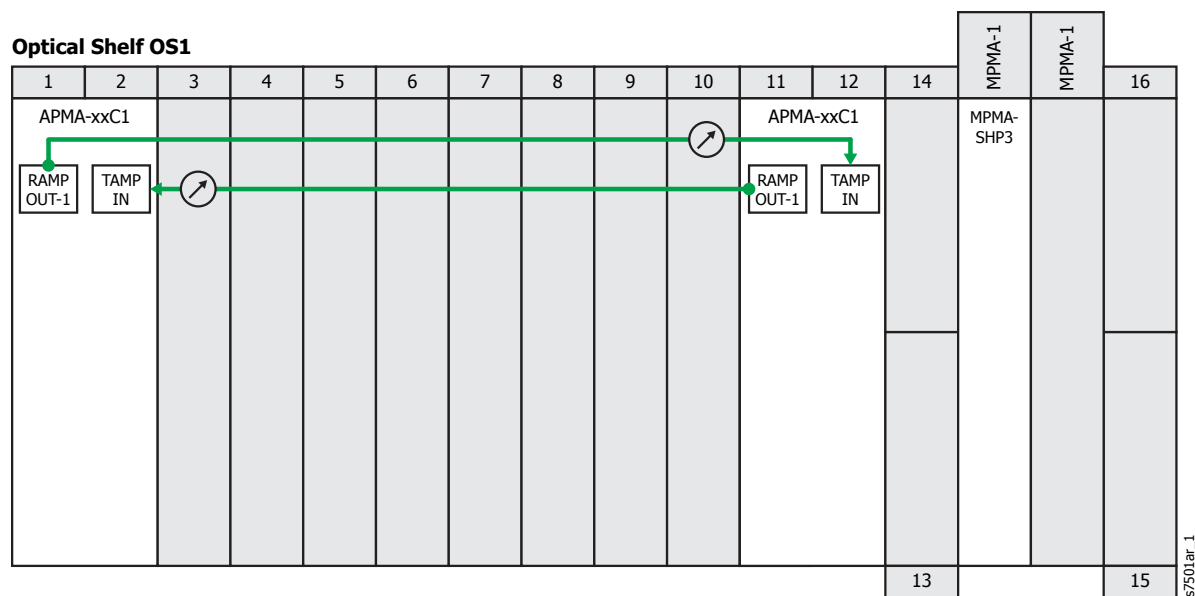 Optical Shelf OS1
MPMA-1
MPMA-1
1 2 3 4 5 6 7 8 9 10 11 12 14 16
APMA-xxC1
APMA-xxC1
MPMA-
SHP3
RAMP
OUT-1
TAMP
IN
RAMP
OUT-1
TAMP
IN
13 15
s7501ar_1